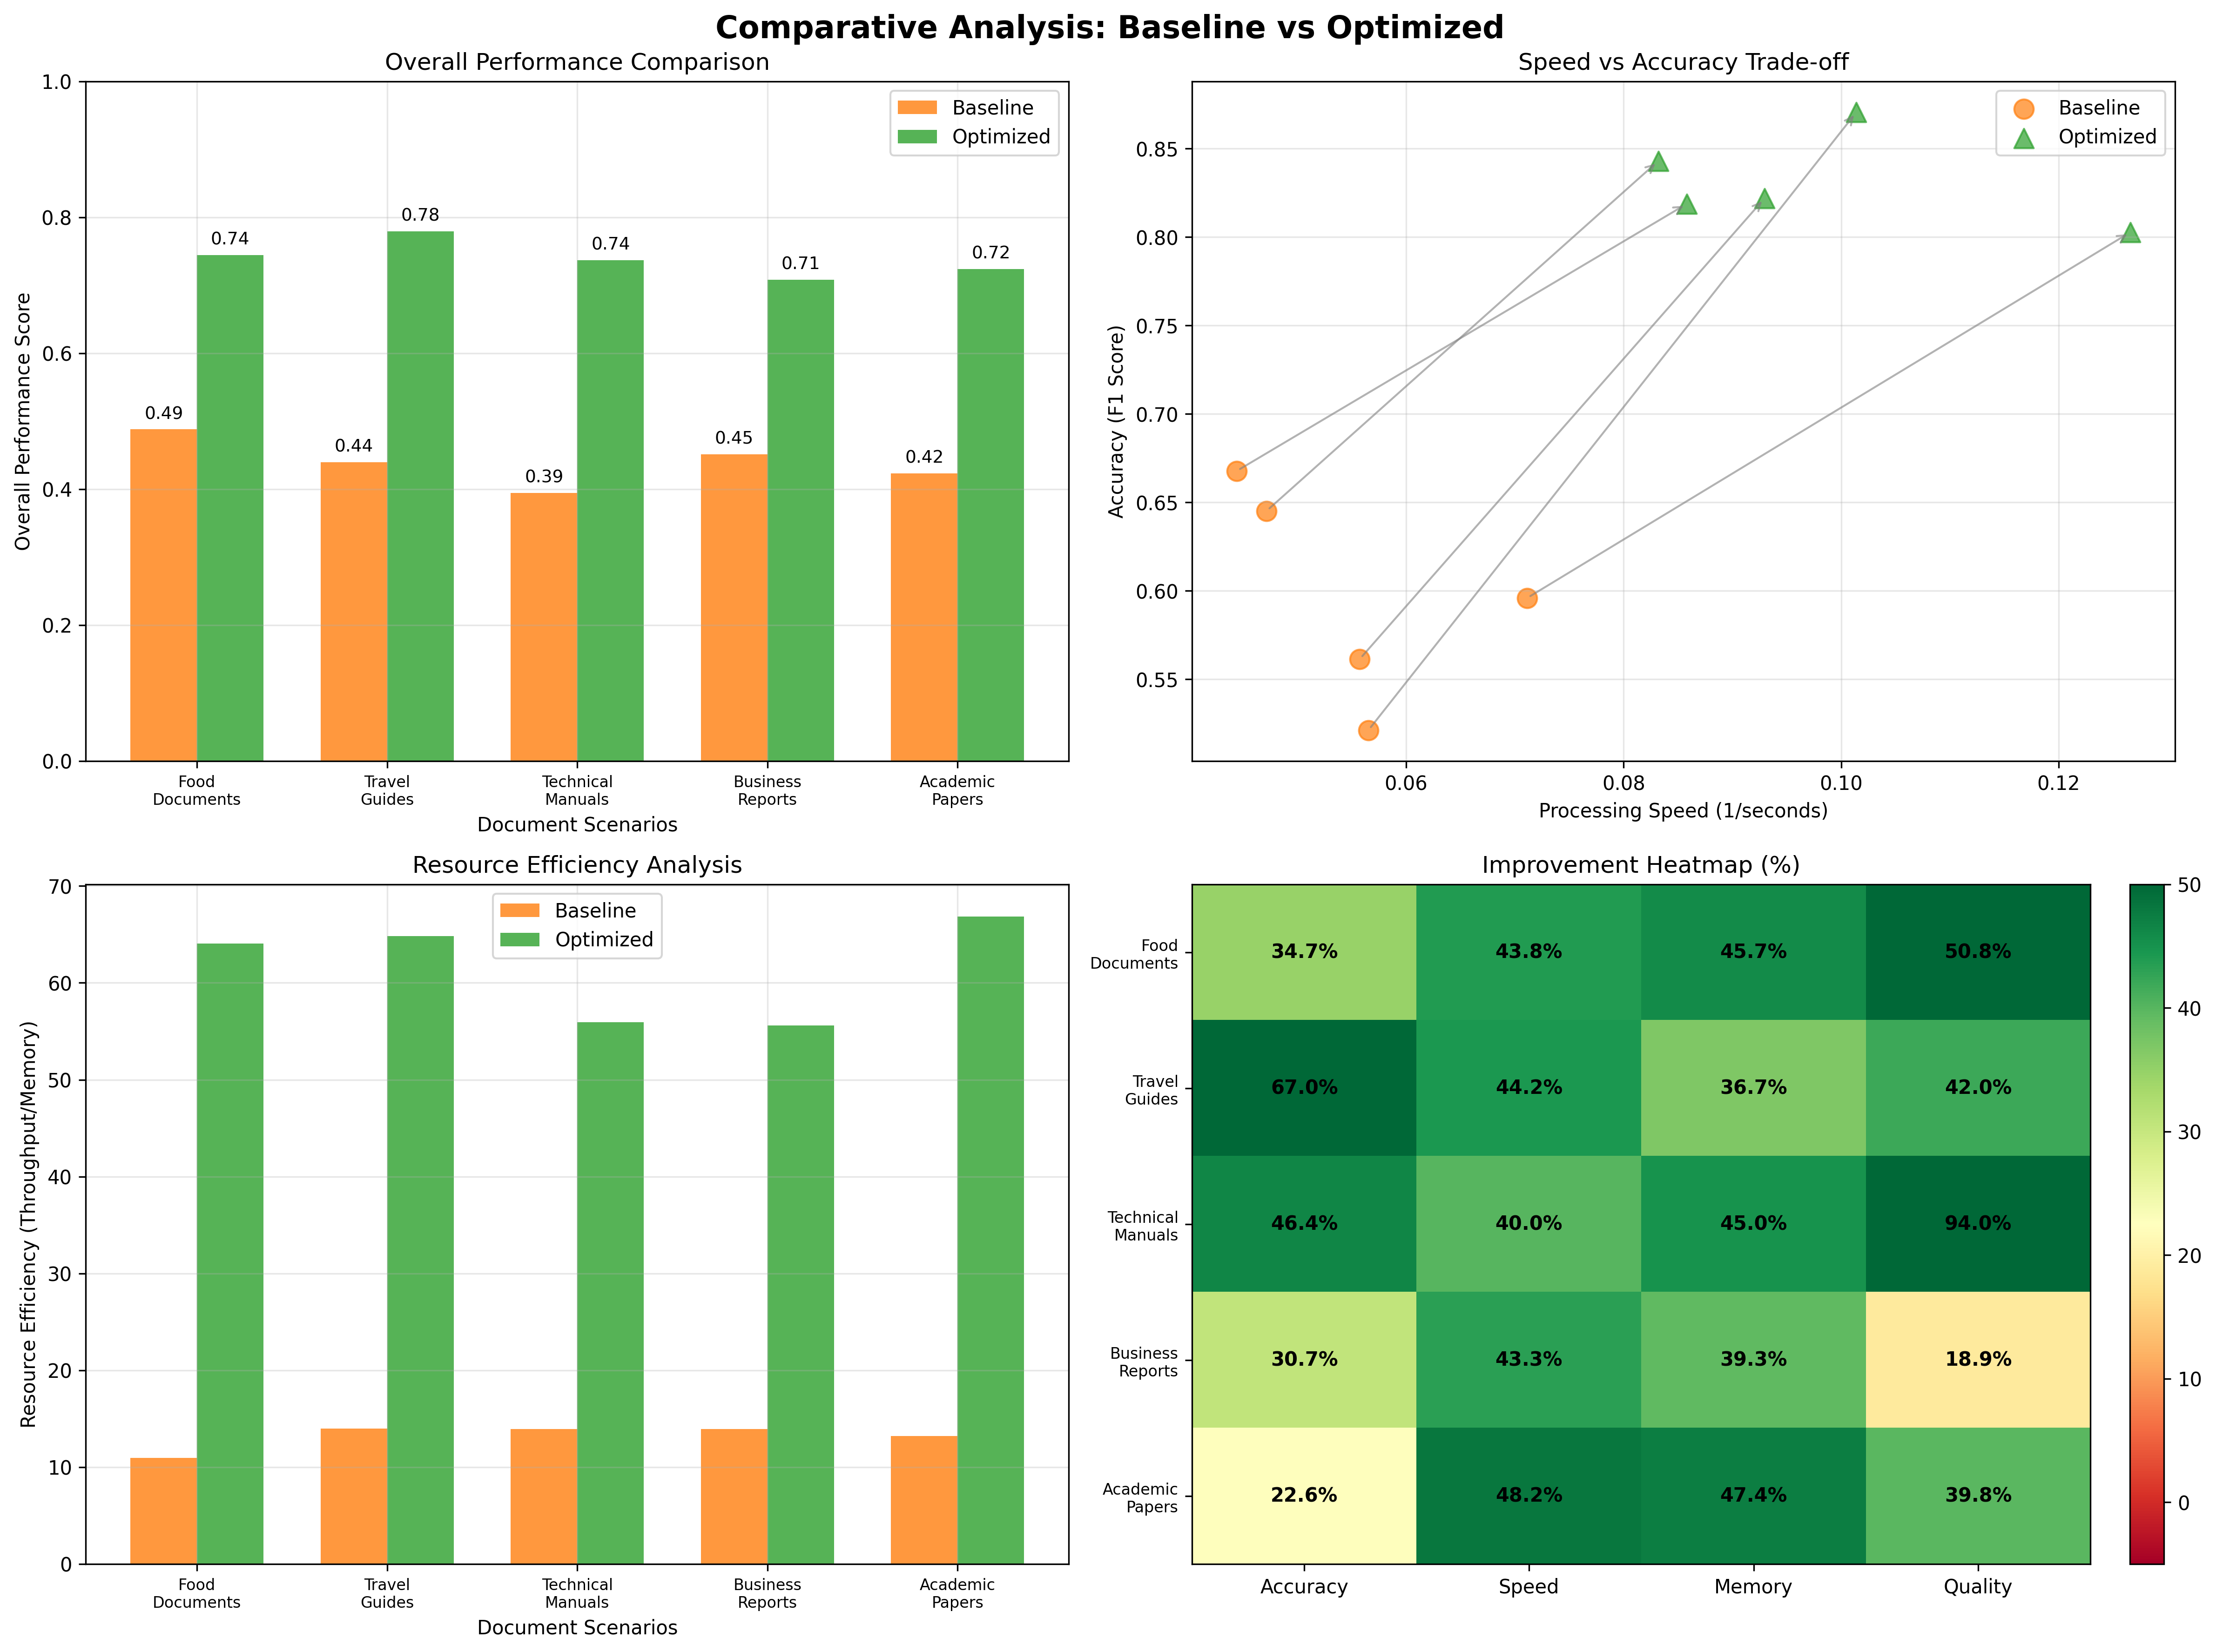 Comparative Analysis: Baseline vs Optimized
Overall Performance Comparison
Overall Performance Score
1.0
0.8
0.6
0.4
0.2
0.0
Baseline
Optimized
0.49
0.74
0.44
0.78
0.39
0.74
0.45
0.71
0.42
0.72
Food
Documents
Travel
Guides
Technical
Manuals
Business
Reports
Academic
Papers
Document Scenarios
Speed vs Accuracy Trade-off
Accuracy (F1 Score)
0.85
0.80
0.75
0.70
0.65
0.60
0.55
Baseline
Optimized
0.06
0.08
0.10
0.12
Processing Speed (1/seconds)
Resource Efficiency Analysis
Resource Efficiency (Throughput/Memory)
70
60
50
40
30
20
10
0
Baseline
Optimized
Food
Documents
Travel
Guides
Technical
Manuals
Business
Reports
Academic
Papers
Document Scenarios
Improvement Heatmap (%)
Food
Documents
34.7%
43.8%
45.7%
50.8%
Travel
Guides
67.0%
44.2%
36.7%
42.0%
Technical
Manuals
46.4%
40.0%
45.0%
94.0%
Business
Reports
30.7%
43.3%
39.3%
18.9%
Academic
Papers
22.6%
48.2%
47.4%
39.8%
Accuracy
Speed
Memory
Quality
50
40
30
20
10
0